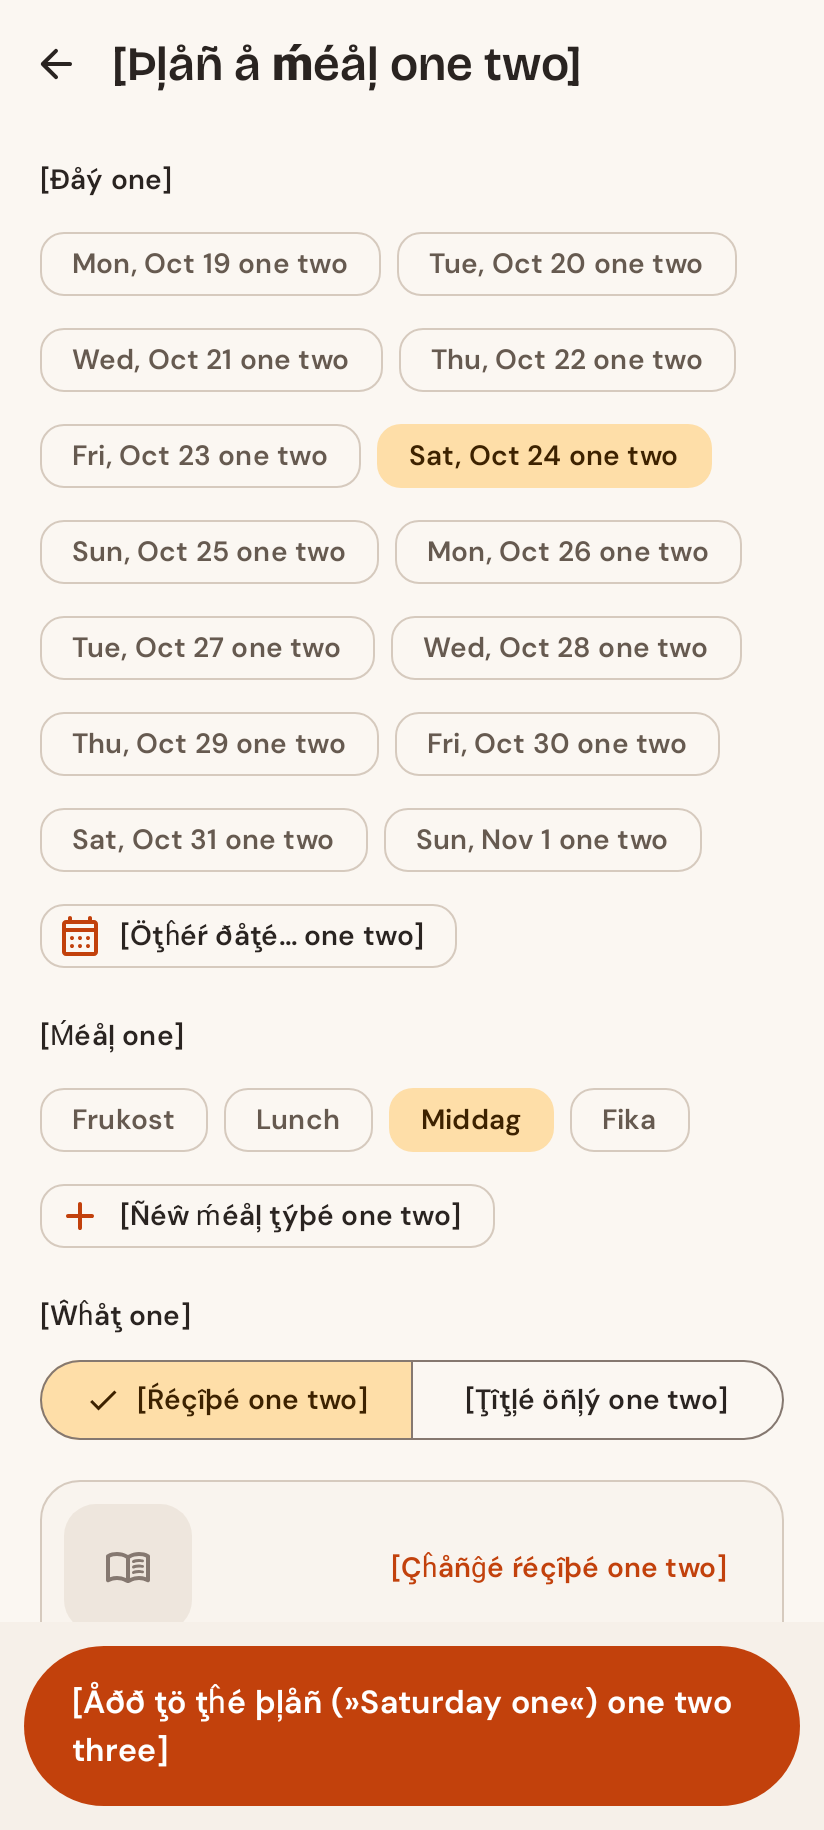 [Þļåñ å ḿéåļ one two]
[Ðåý one]
Mon, Oct 19 one two
Tue, Oct 20 one two
Wed, Oct 21 one two
Thu, Oct 22 one two
Fri, Oct 23 one two
Sat, Oct 24 one two
Sun, Oct 25 one two
Mon, Oct 26 one two
Tue, Oct 27 one two
Wed, Oct 28 one two
Thu, Oct 29 one two
Fri, Oct 30 one two
Sat, Oct 31 one two
Sun, Nov 1 one two
[Öţĥéŕ ðåţé… one two]
[Ḿéåļ one]
Frukost
Lunch
Middag
Fika
[Ñéŵ ḿéåļ ţýþé one two]
[Ŵĥåţ one]
[Ŕéçîþé one two]
[Ţîţļé öñļý one two]
[Çĥåñĝé ŕéçîþé one two]
[Åðð ţö ţĥé þļåñ (»Saturday one«) one two
three]